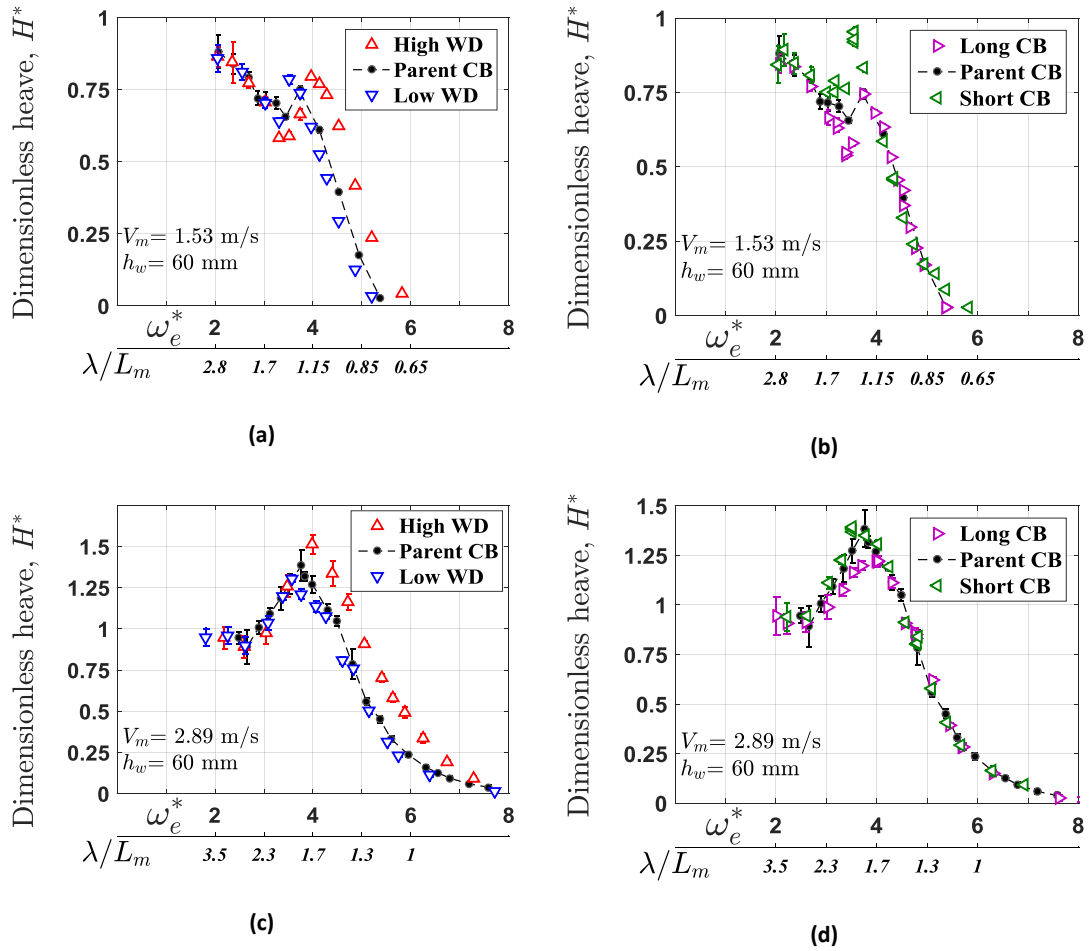 Dimensionless heave, H*
1
0.75
0.5
0.25
0
High WD
Parent CB
Low WD
V_m = 1.53 m/s
h_w = 60 mm
ω_e* 2 4 6 8
λ/L_m 2.8 1.7 1.15 0.85 0.65
(a)
Dimensionless heave, H*
1
0.75
0.5
0.25
0
Long CB
Parent CB
Short CB
V_m = 1.53 m/s
h_w = 60 mm
ω_e* 2 4 6 8
λ/L_m 2.8 1.7 1.15 0.85 0.65
(b)
Dimensionless heave, H*
1.5
1.25
1
0.75
0.5
0.25
0
High WD
Parent CB
Low WD
V_m = 2.89 m/s
h_w = 60 mm
ω_e* 2 4 6 8
λ/L_m 3.5 2.3 1.7 1.3 1
(c)
Dimensionless heave, H*
1.5
1.25
1
0.75
0.5
0.25
0
Long CB
Parent CB
Short CB
V_m = 2.89 m/s
h_w = 60 mm
ω_e* 2 4 6 8
λ/L_m 3.5 2.3 1.7 1.3 1
(d)